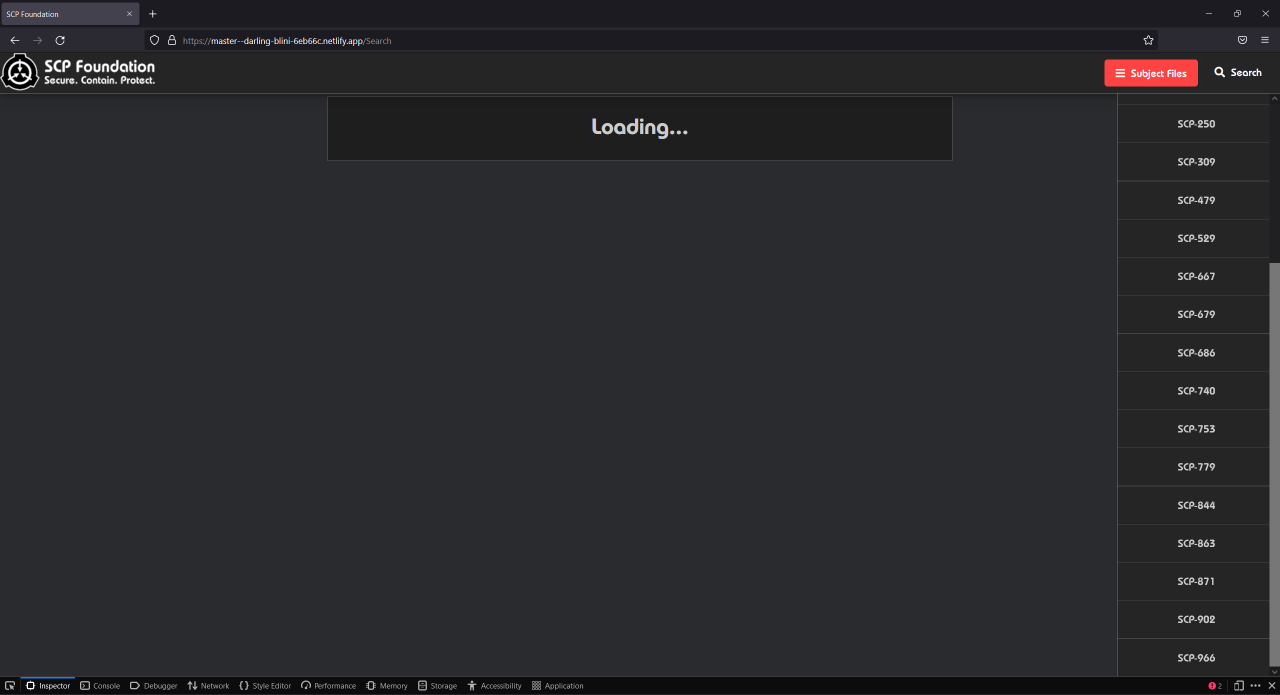 SCP Foundation
https://master--darling-blini-6eb66c.netlify.app/Search
SCP Foundation
Secure. Contain. Protect.
Subject Files
Search
Loading...
SCP-250
SCP-309
SCP-479
SCP-529
SCP-667
SCP-679
SCP-686
SCP-740
SCP-753
SCP-779
SCP-844
SCP-863
SCP-871
SCP-902
SCP-966
Inspector Console Debugger Network Style Editor Performance Memory Storage Accessibility Application 2